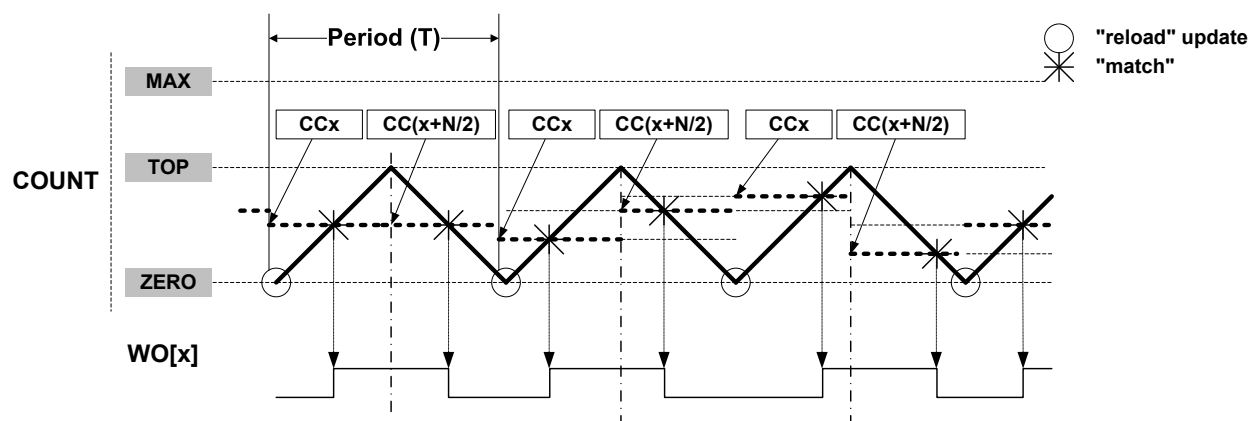 Period (T)
"reload" update
"match"
MAX
CCx
CC(x+N/2)
CCx
CC(x+N/2)
CCx
CC(x+N/2)
TOP
COUNT
ZERO
WO[x]